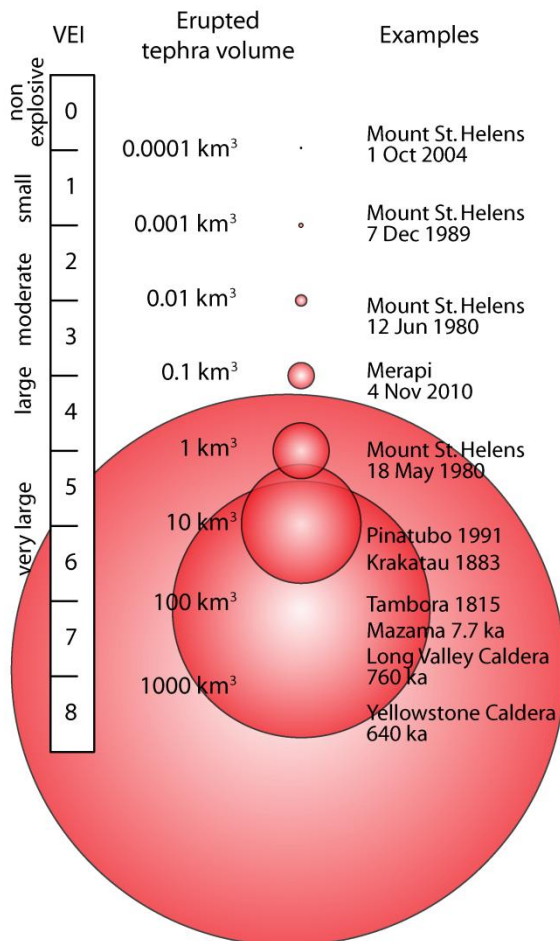 VEI
Erupted
tephra volume
Examples
non
explosive
small
moderate
large
very large
0
1
2
3
4
5
6
7
8
0.0001 km³
0.001 km³
0.01 km³
0.1 km³
1 km³
10 km³
100 km³
1000 km³
Mount St. Helens
1 Oct 2004
Mount St. Helens
7 Dec 1989
Mount St. Helens
12 Jun 1980
Merapi
4 Nov 2010
Mount St. Helens
18 May 1980
Pinatubo 1991
Krakatau 1883
Tambora 1815
Mazama 7.7 ka
Long Valley Caldera
760 ka
Yellowstone Caldera
640 ka